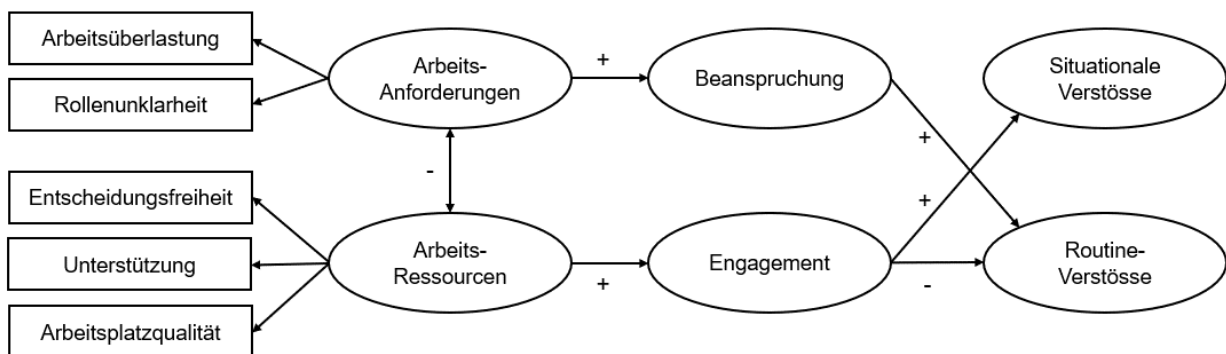 Arbeitsüberlastung
Rollenunklarheit
Entscheidungsfreiheit
Unterstützung
Arbeitsplatzqualität
Arbeits-
Anforderungen
-
Arbeits-
Ressourcen
+
+
Beanspruchung
Engagement
+
+
-
Situationale
Verstösse
Routine-
Verstösse